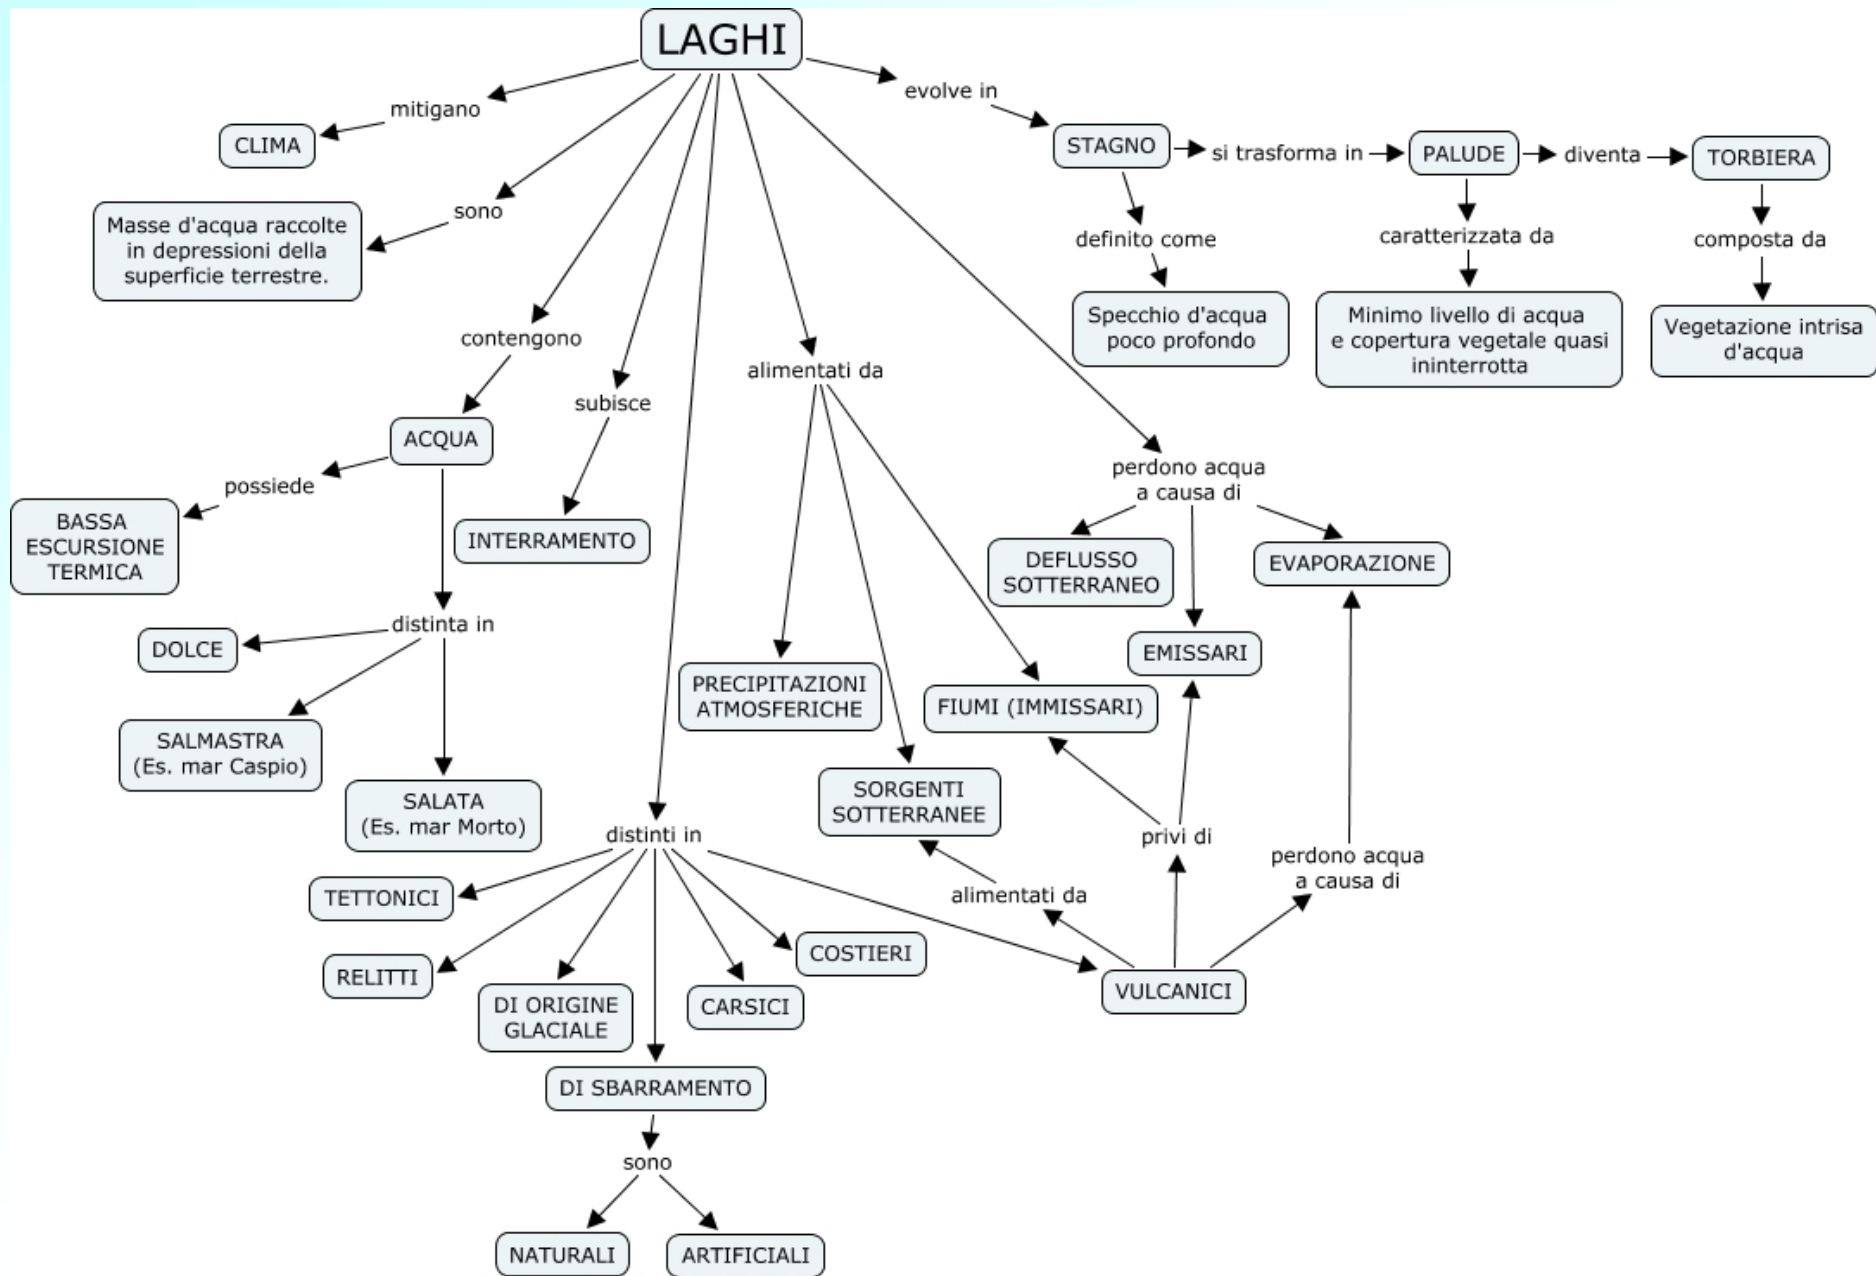 LAGHI
mitigano
CLIMA
sono
Masse d'acqua raccolte
in depressioni della
superficie terrestre.
contengono
ACQUA
possiede
BASSA
ESCURSIONE
TERMICA
distinta in
DOLCE
SALMASTRA
(Es. mar Caspio)
SALATA
(Es. mar Morto)
subisce
INTERRAMENTO
distinti in
TETTONICI
RELITTI
DI ORIGINE
GLACIALE
DI SBARRAMENTO
sono
NATURALI
ARTIFICIALI
CARSICI
COSTIERI
VULCANICI
alimentati da
privi di
perdono acqua
a causa di
alimentati da
PRECIPITAZIONI
ATMOSFERICHE
SORGENTI
SOTTERRANEE
FIUMI (IMMISSARI)
perdono acqua
a causa di
DEFLUSSO
SOTTERRANEO
EMISSARI
EVAPORAZIONE
evolve in
STAGNO
definito come
Specchio d'acqua
poco profondo
si trasforma in
PALUDE
caratterizzata da
Minimo livello di acqua
e copertura vegetale quasi
ininterrotta
diventa
TORBIERA
composta da
Vegetazione intrisa
d'acqua